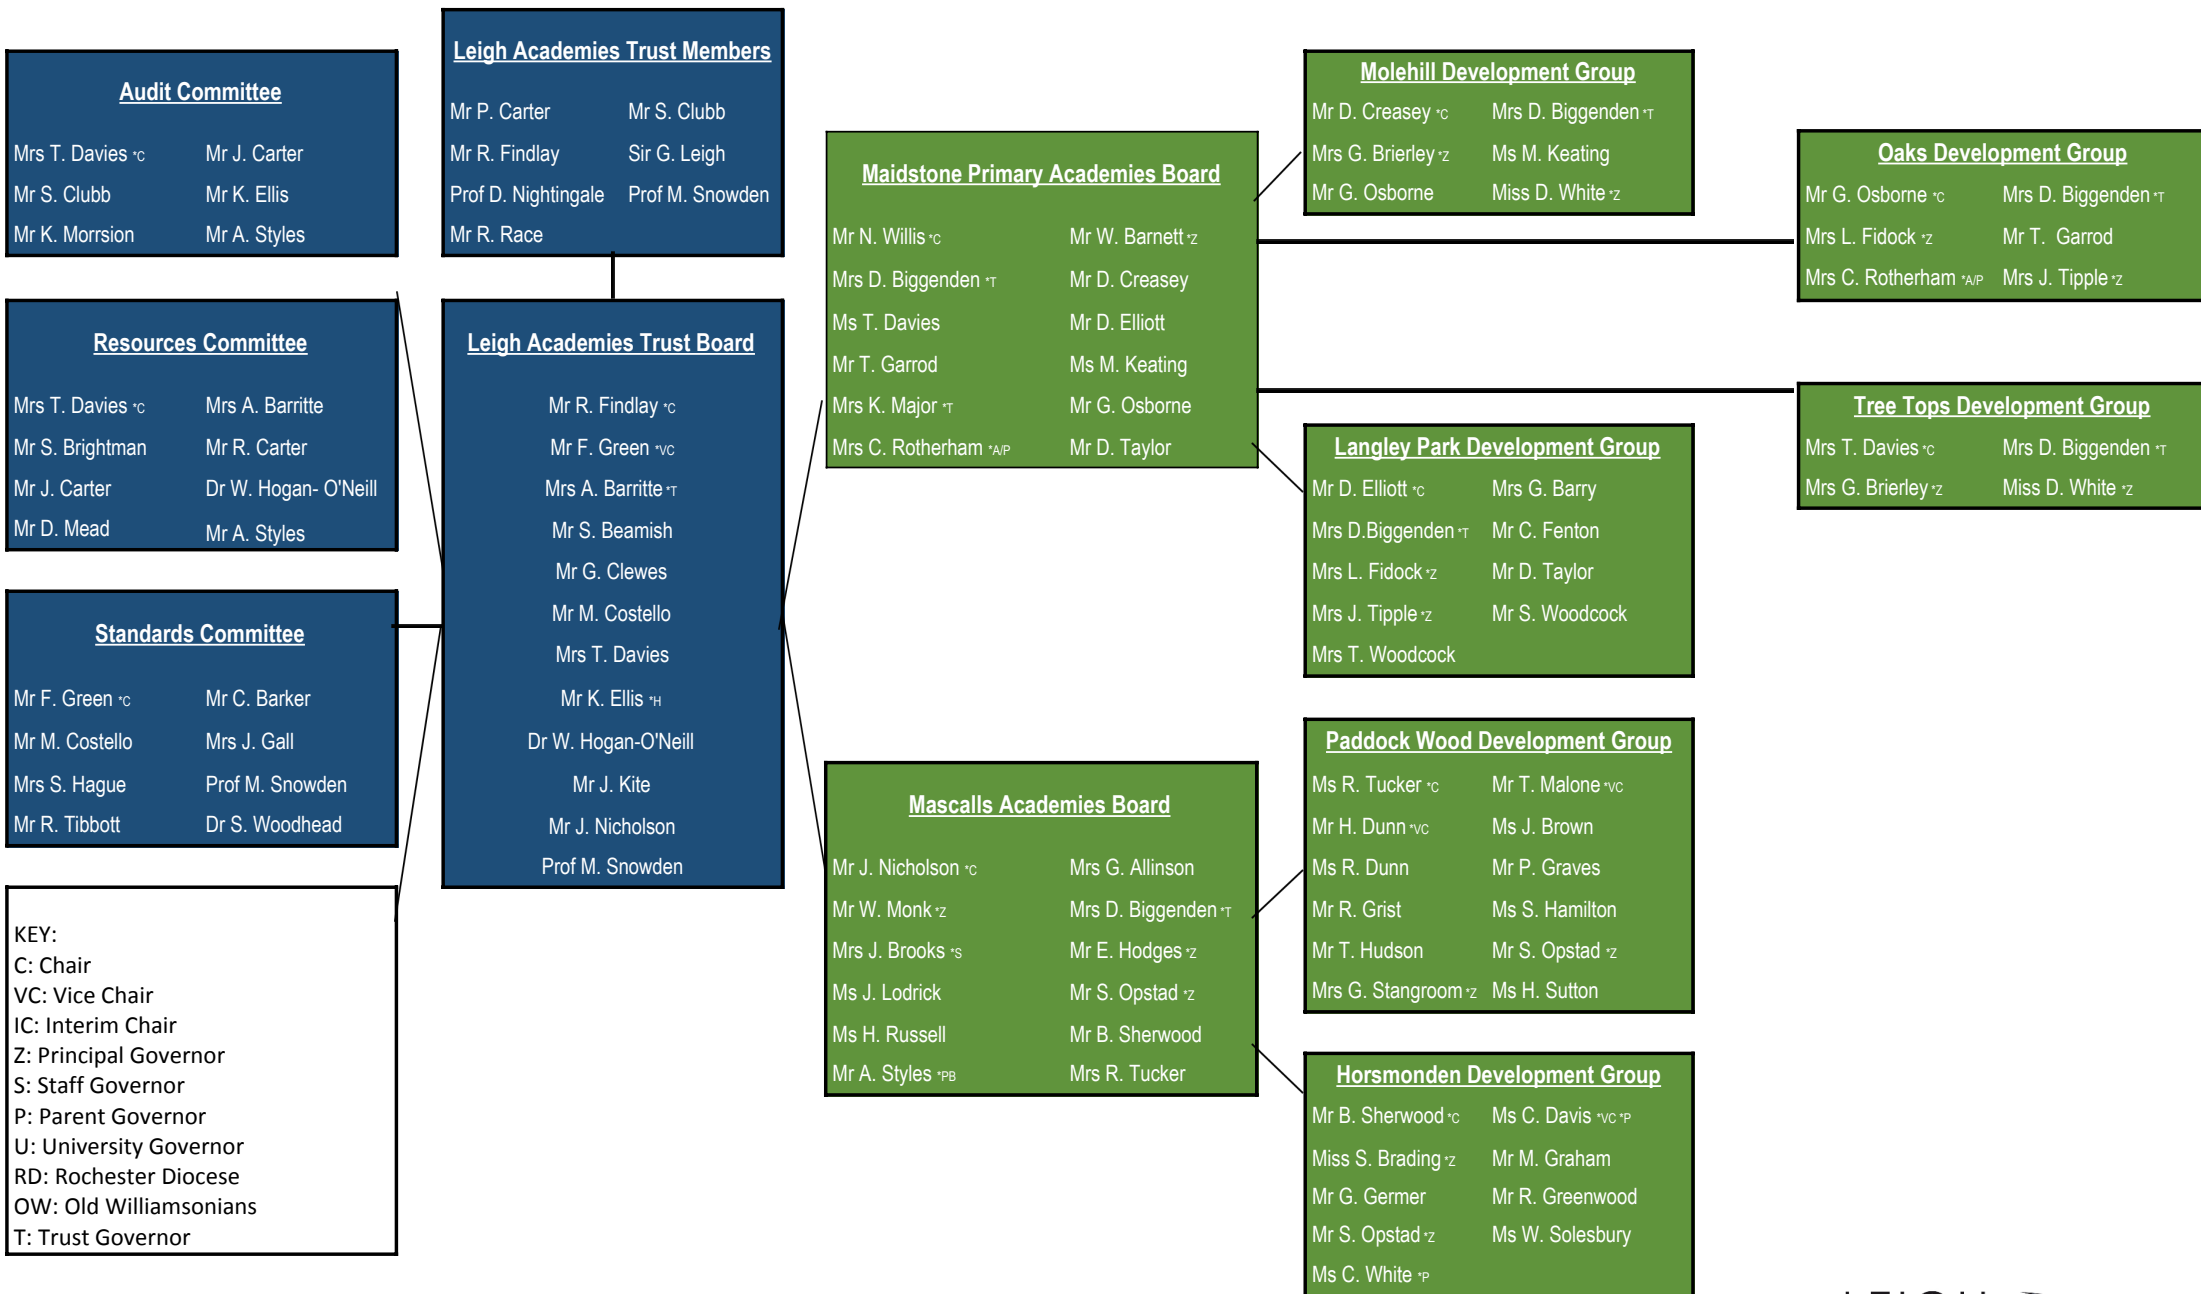 Audit Committee
Mrs T. Davies *C Mr J. Carter
Mr S. Clubb Mr K. Ellis
Mr K. Morrsion Mr A. Styles
Resources Committee
Mrs T. Davies *C Mrs A. Barritte
Mr S. Brightman Mr R. Carter
Mr J. Carter Dr W. Hogan- O'Neill
Mr D. Mead Mr A. Styles
Standards Committee
Mr F. Green *C Mr C. Barker
Mr M. Costello Mrs J. Gall
Mrs S. Hague Prof M. Snowden
Mr R. Tibbott Dr S. Woodhead
KEY:
C: Chair
VC: Vice Chair
IC: Interim Chair
Z: Principal Governor
S: Staff Governor
P: Parent Governor
U: University Governor
RD: Rochester Diocese
OW: Old Williamsonians
T: Trust Governor
Leigh Academies Trust Members
Mr P. Carter Mr S. Clubb
Mr R. Findlay Sir G. Leigh
Prof D. Nightingale Prof M. Snowden
Mr R. Race
Leigh Academies Trust Board
Mr R. Findlay *C
Mr F. Green *VC
Mrs A. Barritte *T
Mr S. Beamish
Mr G. Clewes
Mr M. Costello
Mrs T. Davies
Mr K. Ellis *H
Dr W. Hogan-O'Neill
Mr J. Kite
Mr J. Nicholson
Prof M. Snowden
Maidstone Primary Academies Board
Mr N. Willis *C Mr W. Barnett *Z
Mrs D. Biggenden *T Mr D. Creasey
Ms T. Davies Mr D. Elliott
Mr T. Garrod Ms M. Keating
Mrs K. Major *T Mr G. Osborne
Mrs C. Rotherham *A/P Mr D. Taylor
Mascalls Academies Board
Mr J. Nicholson *C Mrs G. Allinson
Mr W. Monk *Z Mrs D. Biggenden *T
Mrs J. Brooks *S Mr E. Hodges *Z
Ms J. Lodrick Mr S. Opstad *Z
Ms H. Russell Mr B. Sherwood
Mr A. Styles *PB Mrs R. Tucker
Molehill Development Group
Mr D. Creasey *C Mrs D. Biggenden *T
Mrs G. Brierley *Z Ms M. Keating
Mr G. Osborne Miss D. White *Z
Langley Park Development Group
Mr D. Elliott *C Mrs G. Barry
Mrs D.Biggenden *T Mr C. Fenton
Mrs L. Fidock *Z Mr D. Taylor
Mrs J. Tipple *Z Mr S. Woodcock
Mrs T. Woodcock
Paddock Wood Development Group
Ms R. Tucker *C Mr T. Malone *VC
Mr H. Dunn *VC Ms J. Brown
Ms R. Dunn Mr P. Graves
Mr R. Grist Ms S. Hamilton
Mr T. Hudson Mr S. Opstad *Z
Mrs G. Stangroom *Z Ms H. Sutton
Horsmonden Development Group
Mr B. Sherwood *C Ms C. Davis *VC *P
Miss S. Brading *Z Mr M. Graham
Mr G. Germer Mr R. Greenwood
Mr S. Opstad *Z Ms W. Solesbury
Ms C. White *P
Oaks Development Group
Mr G. Osborne *C Mrs D. Biggenden *T
Mrs L. Fidock *Z Mr T. Garrod
Mrs C. Rotherham *A/P Mrs J. Tipple *Z
Tree Tops Development Group
Mrs T. Davies *C Mrs D. Biggenden *T
Mrs G. Brierley *Z Miss D. White *Z